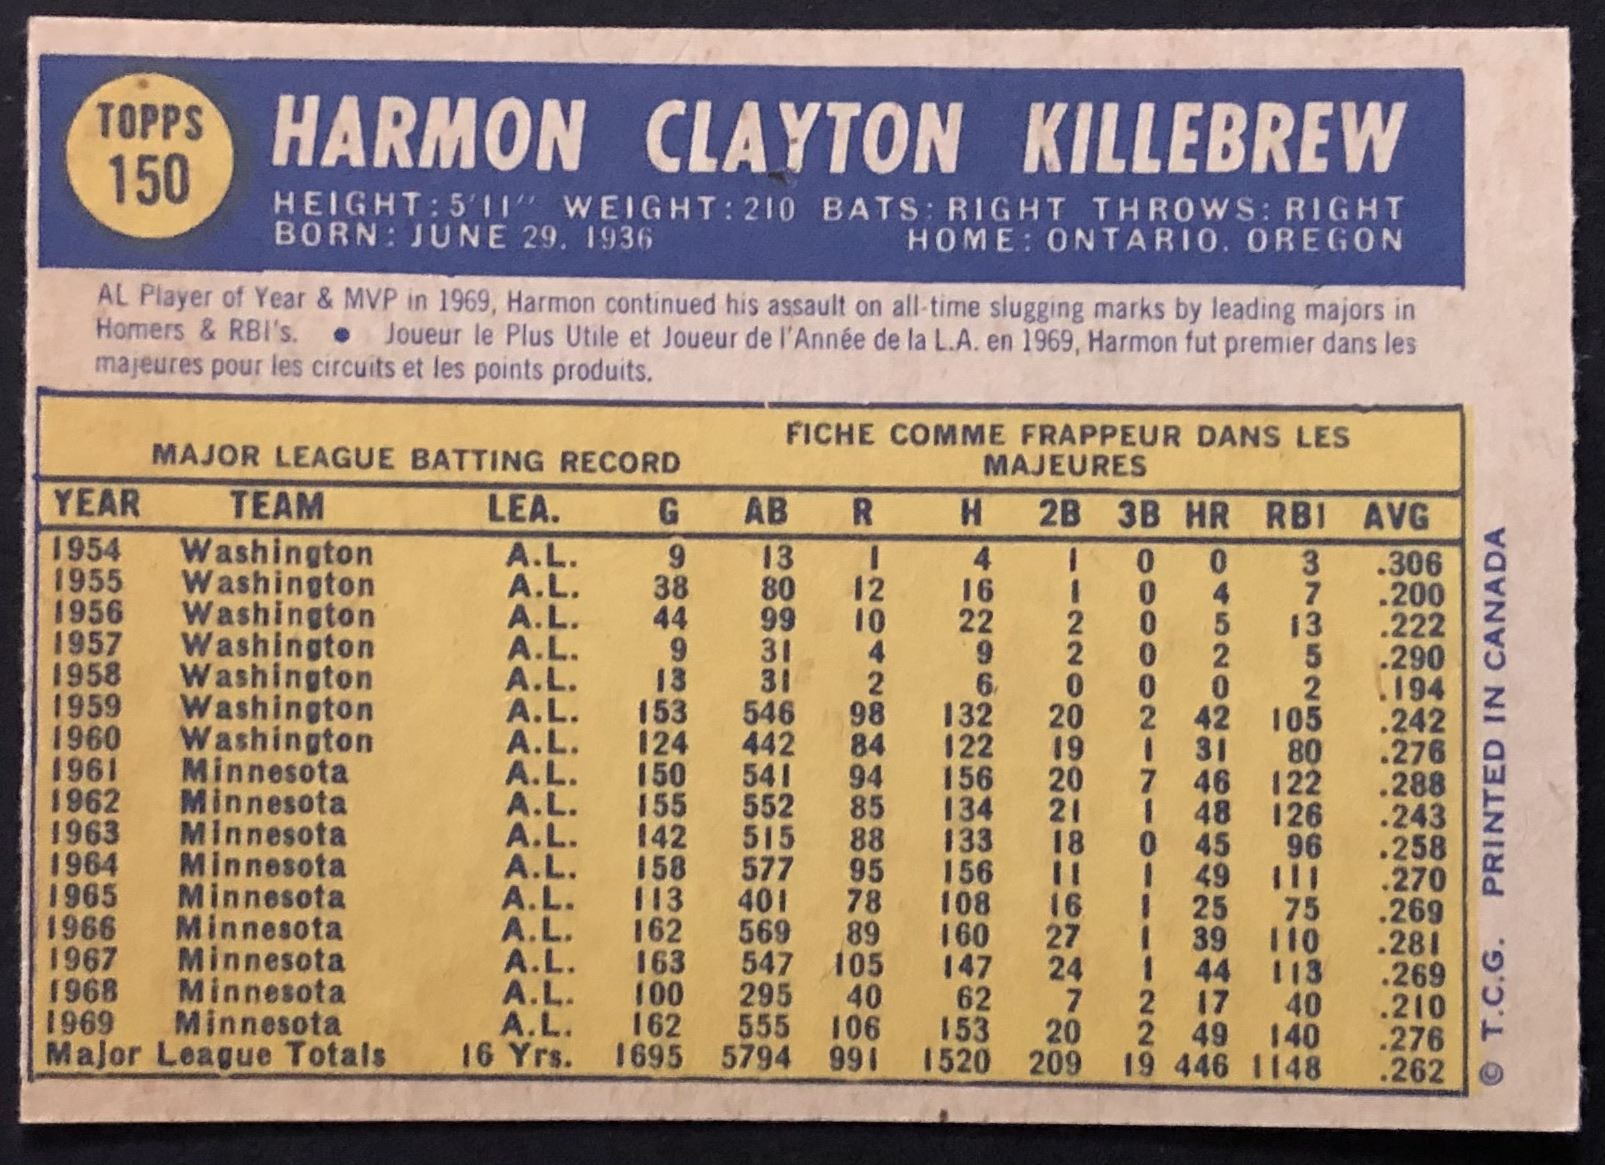 TOPPS
150
HARMON CLAYTON KILLEBREW
HEIGHT: 5'11" WEIGHT: 210 BATS: RIGHT THROWS: RIGHT
BORN: JUNE 29, 1936 HOME: ONTARIO, OREGON
AL Player of Year & MVP in 1969, Harmon continued his assault on all-time slugging marks by leading majors in
Homers & RBI's. ● Joueur le Plus Utile et Joueur de l'Année de la L.A. en 1969, Harmon fut premier dans les
majeures pour les circuits et les points produits.
MAJOR LEAGUE BATTING RECORD
FICHE COMME FRAPPEUR DANS LES
MAJEURES
YEAR TEAM LEA. G AB R H 2B 3B HR RBI AVG
1954 Washington A.L. 9 13 1 4 1 0 0 3 .306
1955 Washington A.L. 38 80 12 16 1 0 4 7 .200
1956 Washington A.L. 44 99 10 22 2 0 5 13 .222
1957 Washington A.L. 9 31 4 9 2 0 2 5 .290
1958 Washington A.L. 13 31 2 6 0 0 0 2 .194
1959 Washington A.L. 153 546 98 132 20 2 42 105 .242
1960 Washington A.L. 124 442 84 122 19 1 31 80 .276
1961 Minnesota A.L. 150 541 94 156 20 7 46 122 .288
1962 Minnesota A.L. 155 552 85 134 21 1 48 126 .243
1963 Minnesota A.L. 142 515 88 133 18 0 45 96 .258
1964 Minnesota A.L. 158 577 95 156 11 1 49 111 .270
1965 Minnesota A.L. 113 401 78 108 16 1 25 75 .269
1966 Minnesota A.L. 162 569 89 160 27 1 39 110 .281
1967 Minnesota A.L. 163 547 105 147 24 1 44 113 .269
1968 Minnesota A.L. 100 295 40 62 7 2 17 40 .210
1969 Minnesota A.L. 162 555 106 153 20 2 49 140 .276
Major League Totals 16 Yrs. 1695 5794 991 1520 209 19 446 1148 .262
© T.C.G. PRINTED IN CANADA